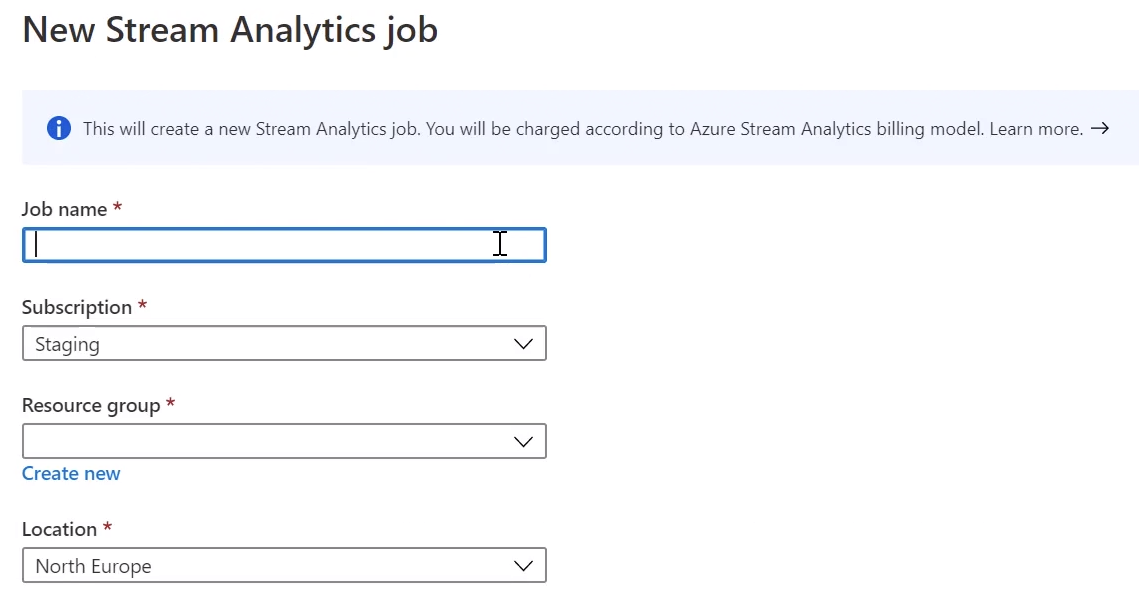 New Stream Analytics job
This will create a new Stream Analytics job. You will be charged according to Azure Stream Analytics billing model. Learn more. →
Job name *
Subscription *
Staging
Resource group *
Create new
Location *
North Europe